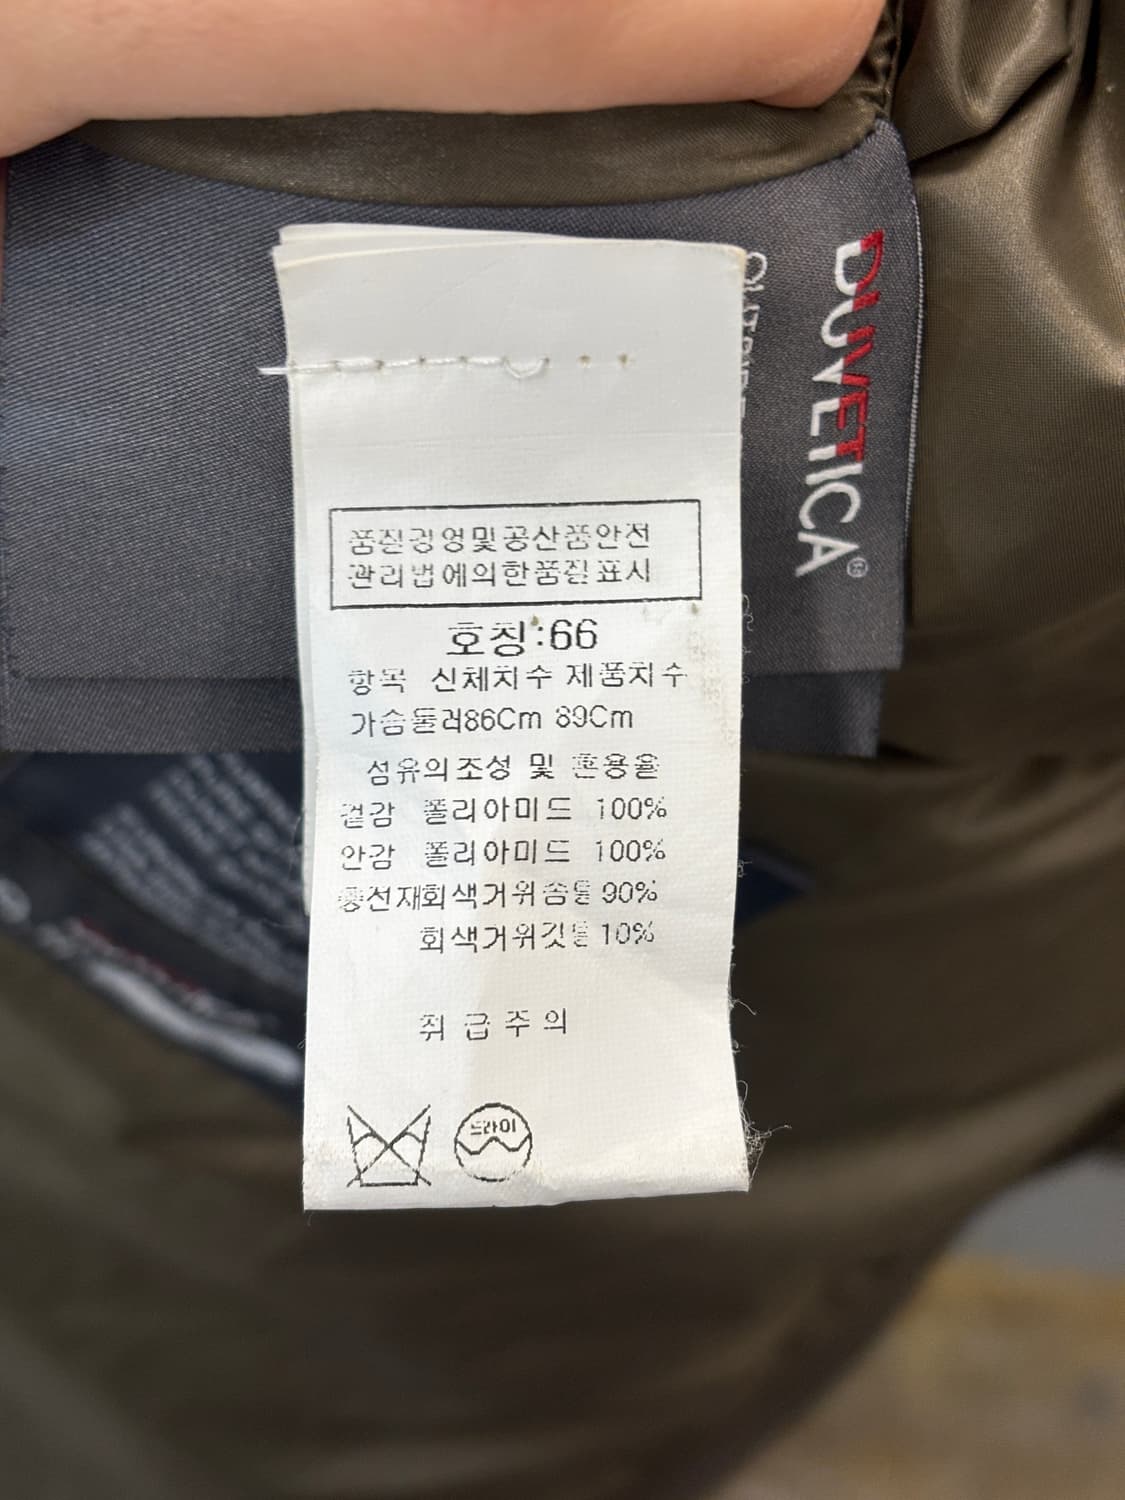 DUVETICA®
품질경영및공산품안전
관리법에의한품질표시
호칭:66
항목 신체치수 제품치수
가슴둘레86Cm 89Cm
섬유의조성 및 혼용율
겉감 폴리아미드 100%
안감 폴리아미드 100%
충전재회색거위솜털 90%
회색거위깃털 10%
취급주의
드라이